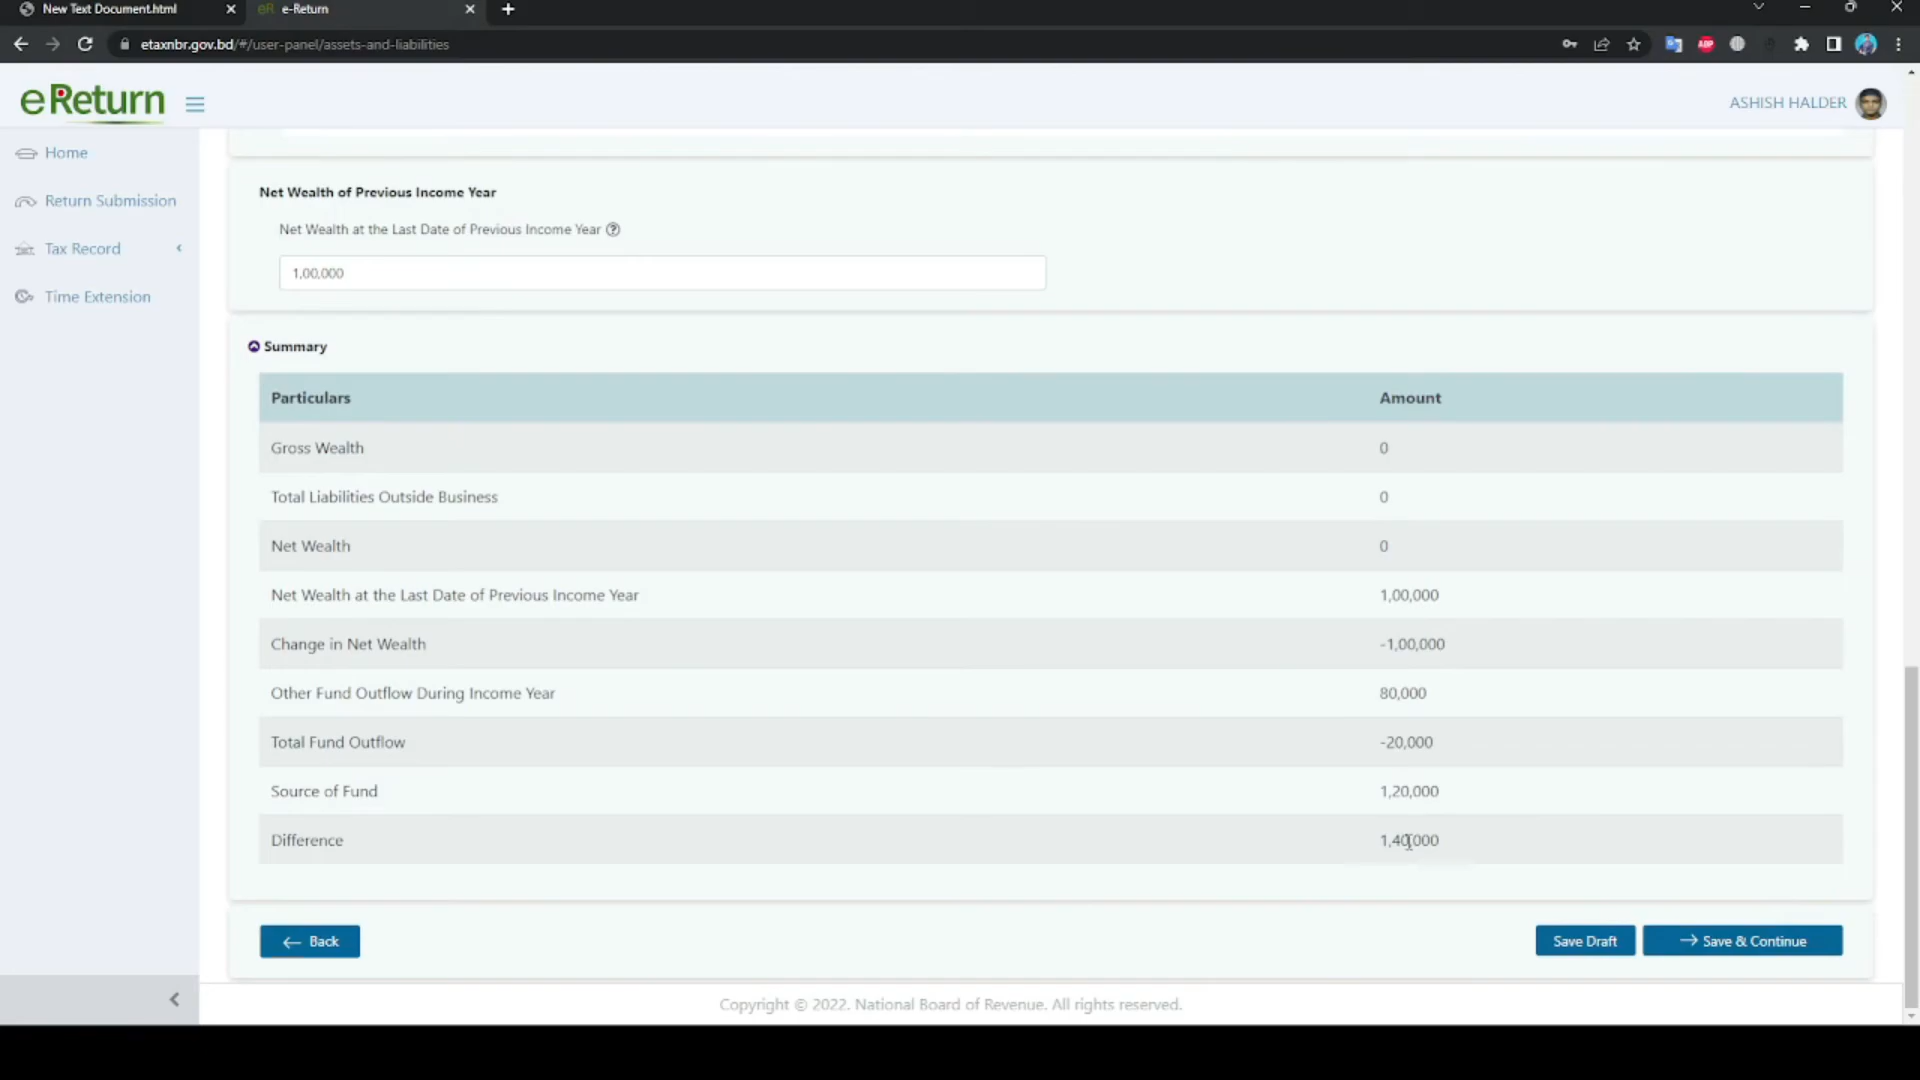 New Text Document.html
eR e-Return
etaxnbr.gov.bd/#/user-panel/assets-and-liabilities
ABP
eReturn
ASHISH HALDER
Home
Return Submission
Tax Record
Time Extension
Net Wealth of Previous Income Year
Net Wealth at the Last Date of Previous Income Year ?
1,00,000
Summary
Particulars Amount
Gross Wealth 0
Total Liabilities Outside Business 0
Net Wealth 0
Net Wealth at the Last Date of Previous Income Year 1,00,000
Change in Net Wealth -1,00,000
Other Fund Outflow During Income Year 80,000
Total Fund Outflow -20,000
Source of Fund 1,20,000
Difference 1,40,000
Back Save Draft Save & Continue
Copyright © 2022. National Board of Revenue. All rights reserved.